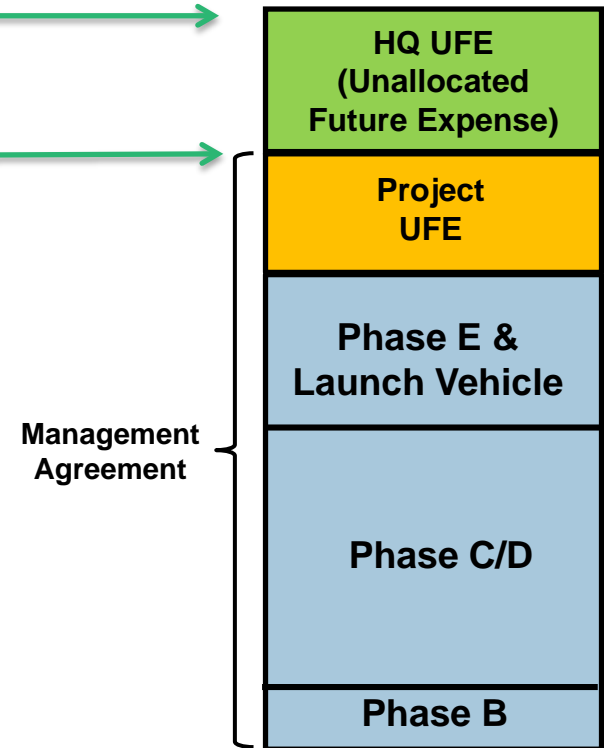 HQ UFE
(Unallocated
Future Expense)
Project
UFE
Phase E &
Launch Vehicle
Management
Agreement
Phase C/D
Phase B